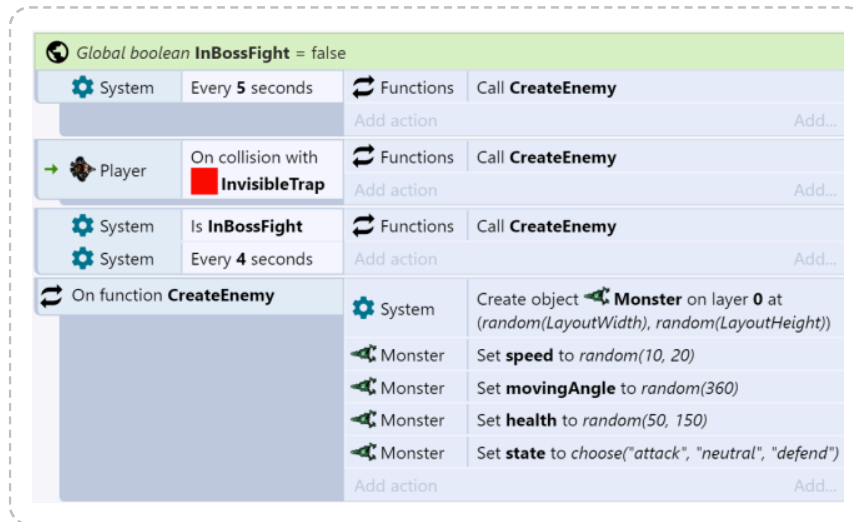 Global boolean InBossFight = false
System Every 5 seconds Functions Call CreateEnemy
Add action Add...
Player On collision with InvisibleTrap Functions Call CreateEnemy
Add action Add...
System Is InBossFight Functions Call CreateEnemy
System Every 4 seconds Add action Add...
On function CreateEnemy
System Create object Monster on layer 0 at
(random(LayoutWidth), random(LayoutHeight))
Monster Set speed to random(10, 20)
Monster Set movingAngle to random(360)
Monster Set health to random(50, 150)
Monster Set state to choose("attack", "neutral", "defend")
Add action Add...